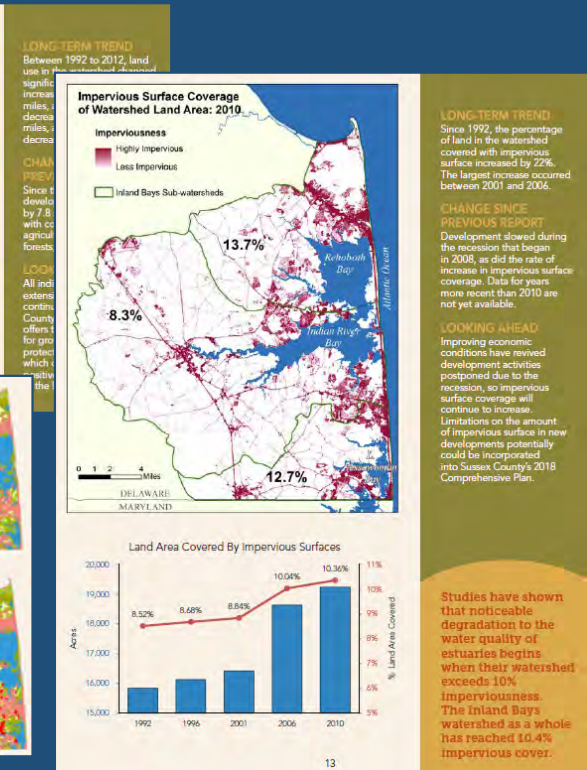 LONG-TERM TREND
Between 1992 to 2012, land
use in the watershed changed
signific
increas
miles, a
decrea
miles, a
decrea
CHAN
PREV
Since t
develo
by 7.8
with co
agricul
forests,
LOOK
All indi
extensi
continu
County
offers t
for gro
protect
which c
positive
the
Impervious Surface Coverage
of Watershed Land Area: 2010
Imperviousness
Highly Impervious
Less Impervious
Inland Bays Sub-watersheds
13.7%
Rehoboth
Bay
Atlantic Ocean
8.3%
Indian River
Bay
12.7%
Bay
0 1 2 4
Miles
DELAWARE
MARYLAND
Land Area Covered By Impervious Surfaces
20,000
19,000
18,000
17,000
16,000
15,000
Acres
8.52%
8.68%
8.84%
10.04%
10.36%
11%
10%
9%
8%
7%
6%
5%
% Land Area Covered
1992 1996 2001 2006 2010
13
LONG-TERM TREND
Since 1992, the percentage
of land in the watershed
covered with impervious
surface increased by 22%.
The largest increase occurred
between 2001 and 2006.
CHANGE SINCE
PREVIOUS REPORT
Development slowed during
the recession that began
in 2008, as did the rate of
increase in impervious surface
coverage. Data for years
more recent than 2010 are
not yet available.
LOOKING AHEAD
Improving economic
conditions have revived
development activities
postponed due to the
recession, so impervious
surface coverage will
continue to increase.
Limitations on the amount
of impervious surface in new
developments potentially
could be incorporated
into Sussex County's 2018
Comprehensive Plan.
Studies have shown
that noticeable
degradation to the
water quality of
estuaries begins
when their watershed
exceeds 10%
imperviousness.
The Inland Bays
watershed as a whole
has reached 10.4%
impervious cover.